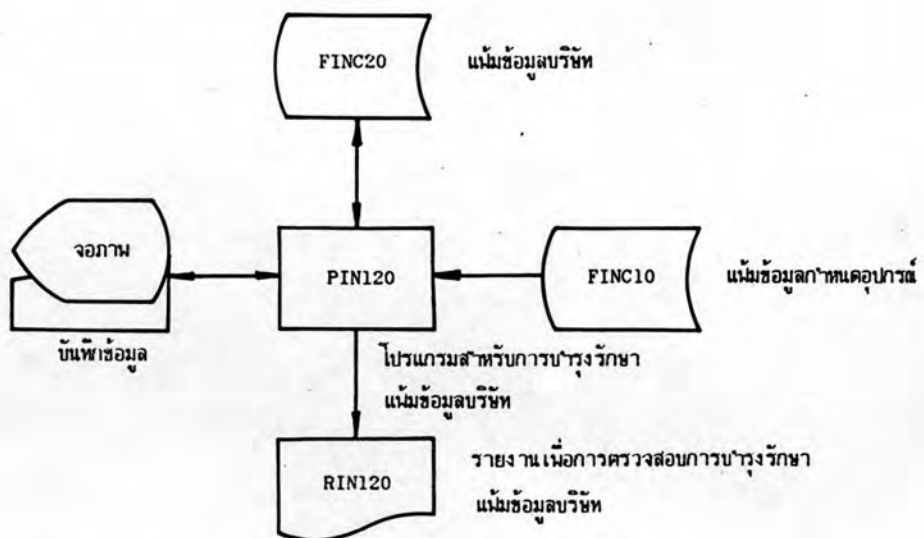 FINC20
แน้มข้อมูลบริษัท
จอภาพ
PIN120
FINC10
แน้มข้อมูลกำหนดอุปกรณ์
บันทึกข้อมูล
โปรแกรมสำหรับการบำรุงรักษา
แน้มข้อมูลบริษัท
RIN120
รายงานเพื่อการตรวจสอบการบำรุงรักษา
แน้มข้อมูลบริษัท